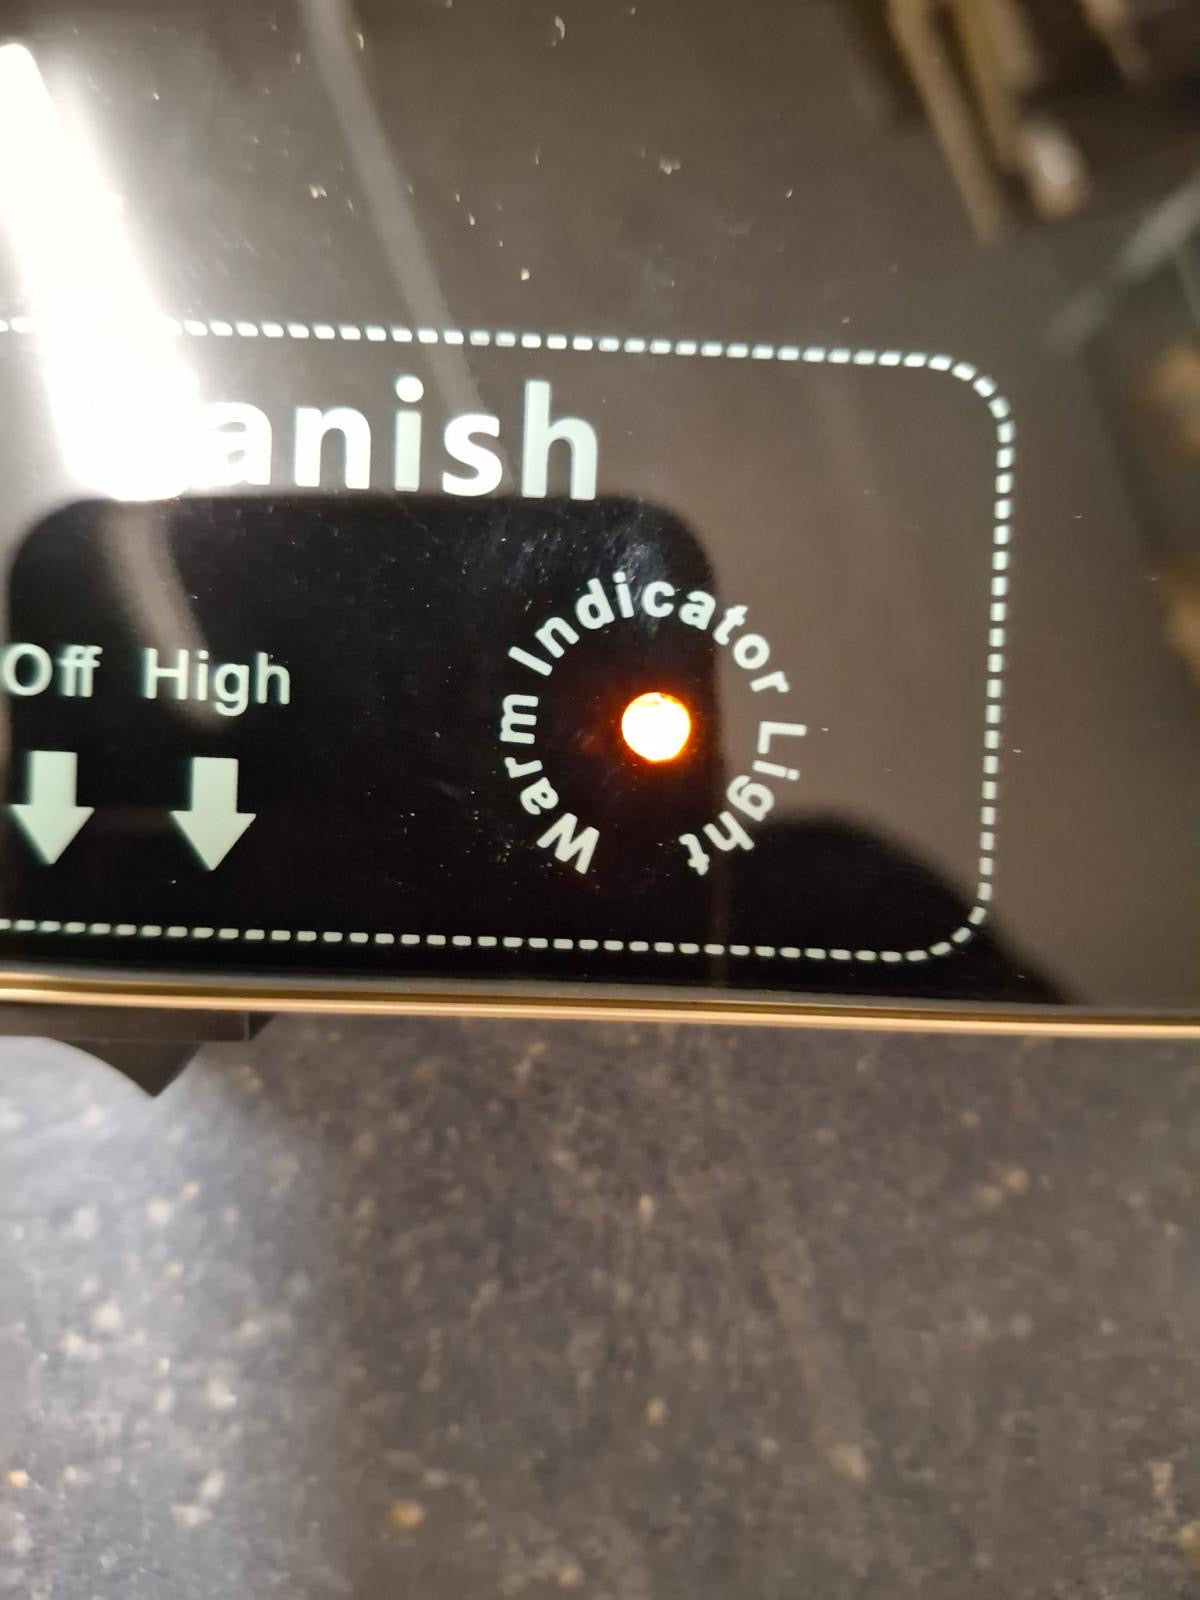 anish
Off High
Warm Indicator Light